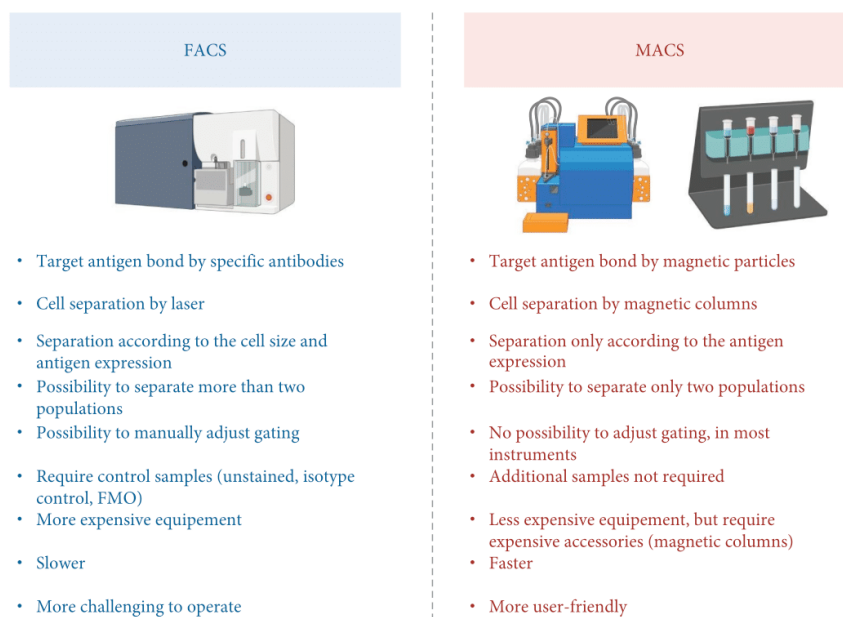 FACS
• Target antigen bond by specific antibodies
• Cell separation by laser
• Separation according to the cell size and
antigen expression
• Possibility to separate more than two
populations
• Possibility to manually adjust gating
• Require control samples (unstained, isotype
control, FMO)
• More expensive equipement
• Slower
• More challenging to operate
MACS
• Target antigen bond by magnetic particles
• Cell separation by magnetic columns
• Separation only according to the antigen
expression
• Possibility to separate only two populations
• No possibility to adjust gating, in most
instruments
• Additional samples not required
• Less expensive equipement, but require
expensive accessories (magnetic columns)
• Faster
• More user-friendly